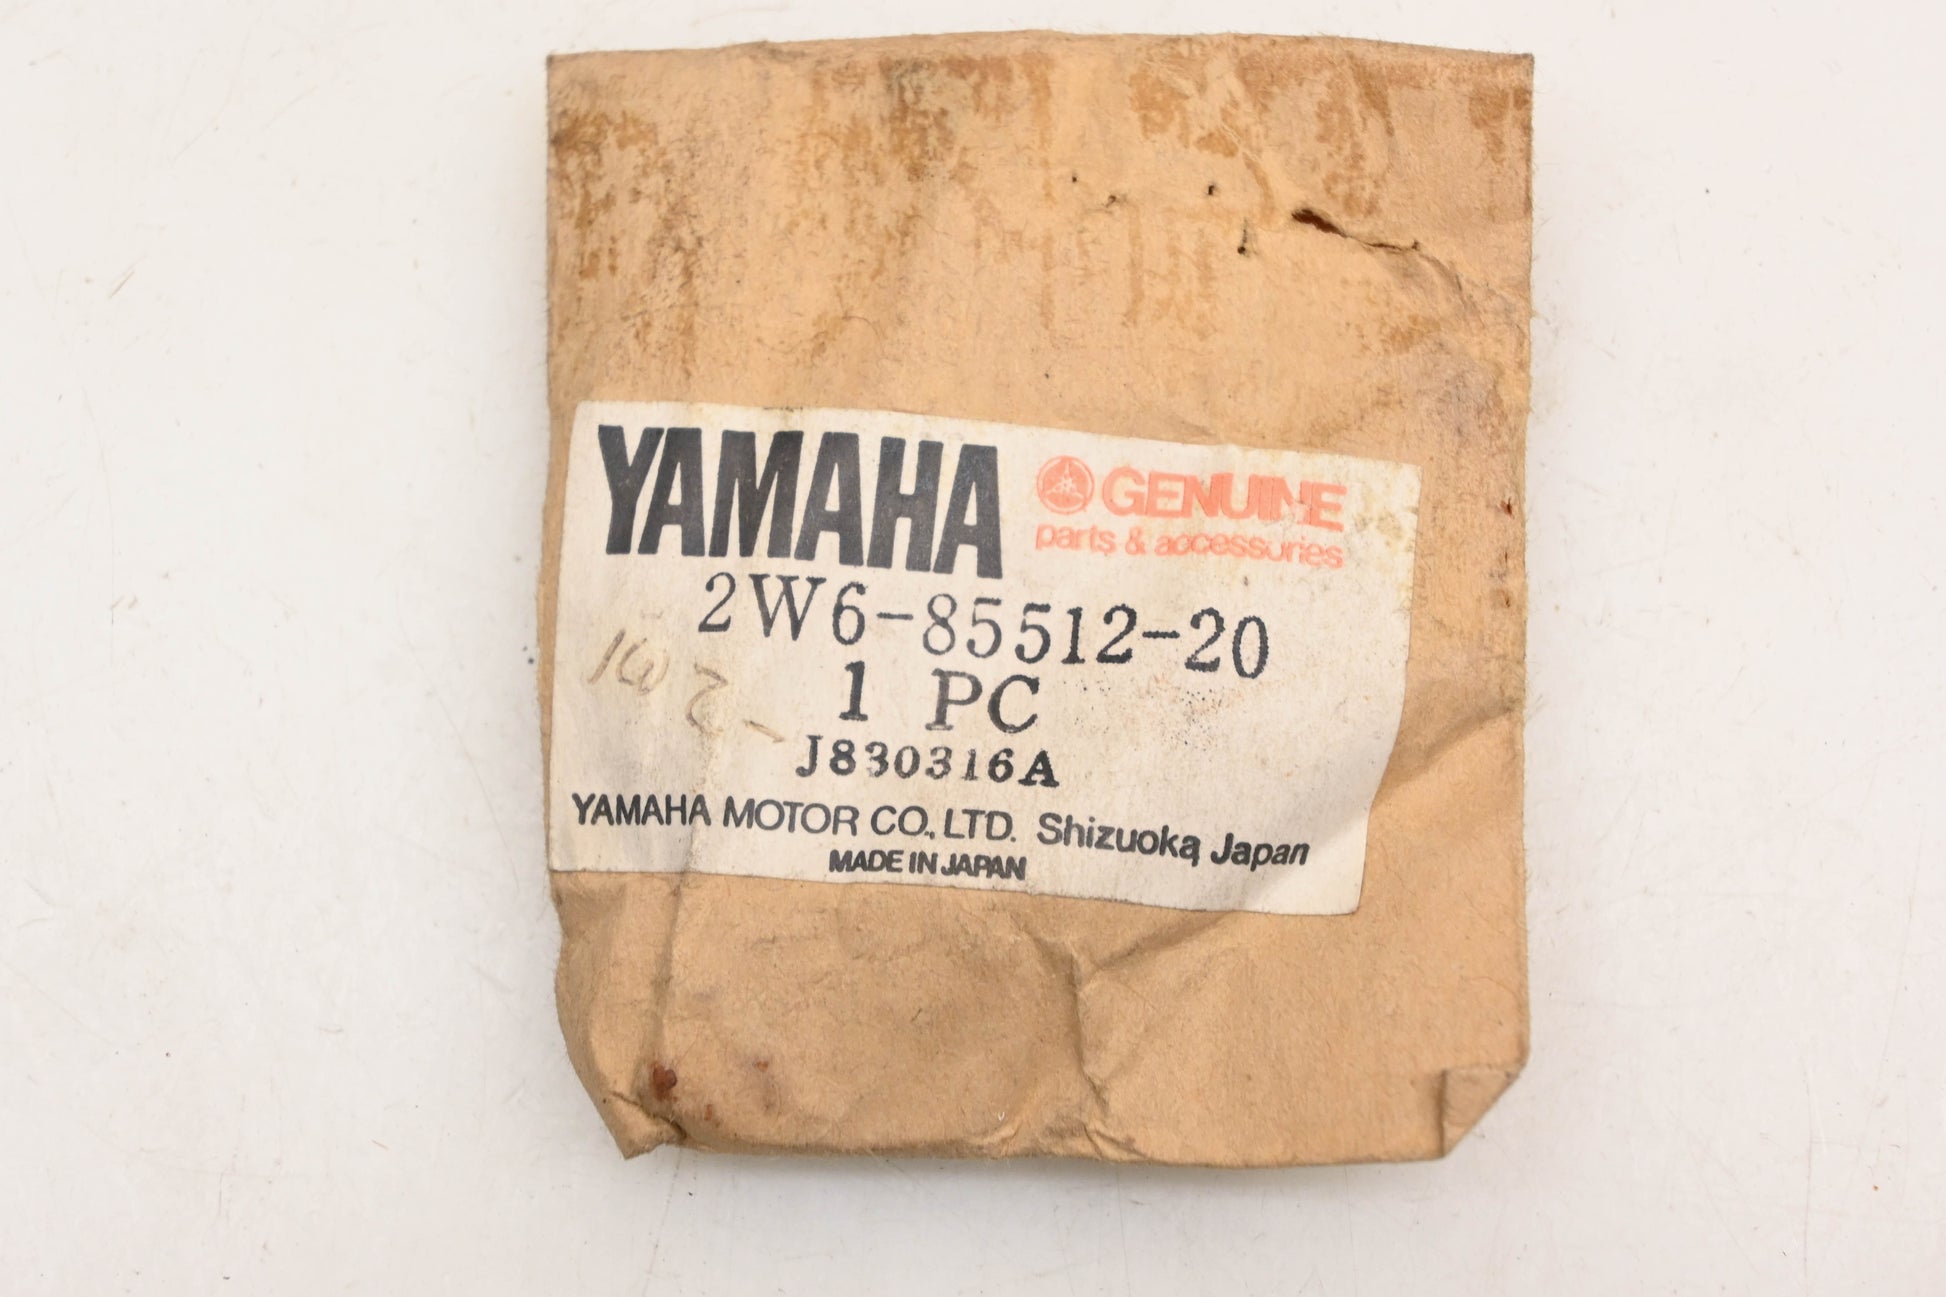 YAMAHA
GENUINE
parts & accessories
2W6-85512-20
1 PC
J830316A
YAMAHA MOTOR CO., LTD. Shizuoka, Japan
MADE IN JAPAN